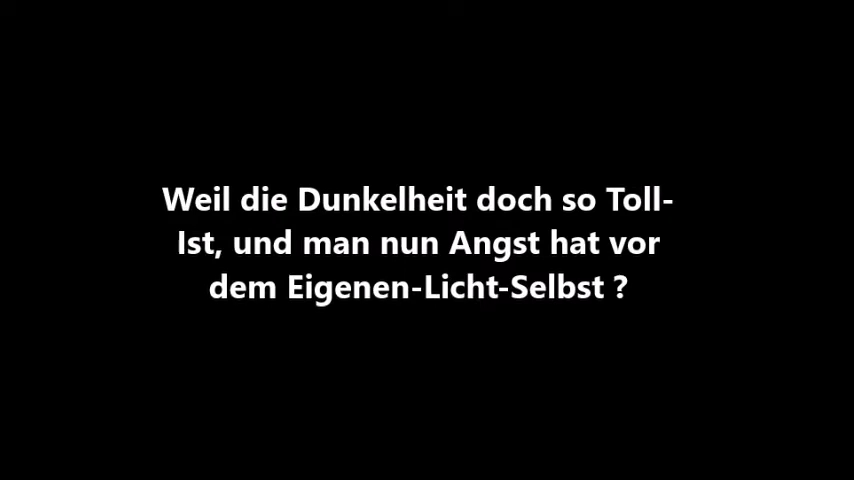 Weil die Dunkelheit doch so Toll-
Ist, und man nun Angst hat vor
dem Eigenen-Licht-Selbst ?